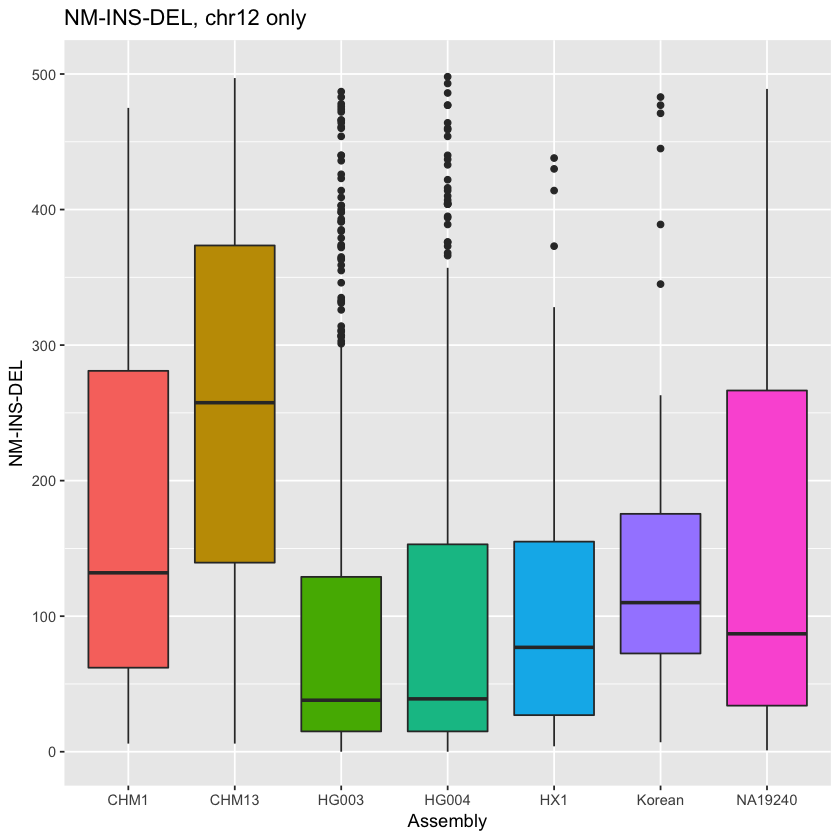 NM-INS-DEL, chr12 only
NM-INS-DEL
500
400
300
200
100
0
CHM1 CHM13 HG003 HG004 HX1 Korean NA19240
Assembly